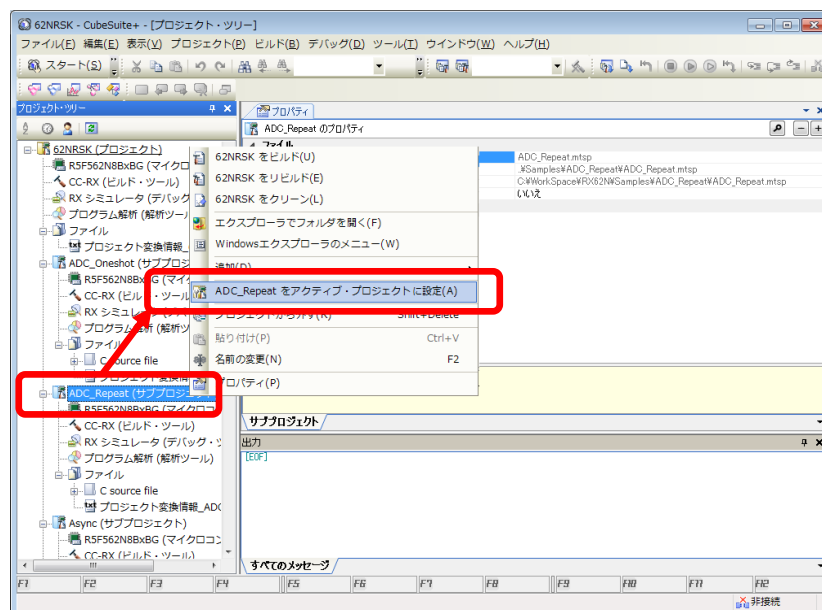 62NRSK - CubeSuite+ - [プロジェクト・ツリー]
ファイル(F) 編集(E) 表示(V) プロジェクト(P) ビルド(B) デバッグ(D) ツール(T) ウインドウ(W) ヘルプ(H)
スタート(S)
プロジェクト・ツリー
62NRSK (プロジェクト)
R5F562N8BxBG (マイクロ
CC-RX (ビルド・ツール)
RX シミュレータ (デバッグ
プログラム解析 (解析ツー
ファイル
プロジェクト変換情報_
ADC_Oneshot (サブプロジ
R5F562N8BxBG (マイク
CC-RX (ビルド・ツール
RX シミュレ
プログラム解析 (解析ツ
ファイル
C source file
プロジェクト変換情
ADC_Repeat (サブプロジェ
R5F562N8BxBG (マイクロコ
CC-RX (ビルド・ツール)
RX シミュレータ (デバッグ・ツ
プログラム解析 (解析ツール)
ファイル
C source file
プロジェクト変換情報_ADC
Async (サブプロジェクト)
R5F562N8BxBG (マイクロコン
CC-RX (ビルド・ツール)
62NRSK をビルド(U)
62NRSK をリビルド(E)
62NRSK をクリーン(L)
エクスプローラでフォルダを開く(F)
Windowsエクスプローラのメニュー(W)
追加(D)
ADC_Repeat をアクティブ・プロジェクトに設定(A)
プロジェクトから外す(R) Shift+Delete
貼り付け(P) Ctrl+V
名前の変更(N) F2
プロパティ(P)
プロパティ
ADC_Repeat のプロパティ
ファイル
ADC_Repeat.mtsp
.¥Samples¥ADC_Repeat¥ADC_Repeat.mtsp
C:¥WorkSpace¥RX62N¥Samples¥ADC_Repeat¥ADC_Repeat.mtsp
いいえ
サブプロジェクト
出力
[EOF]
すべてのメッセージ
F1 F2 F3 F4 F5 F6 F7 F8 F9 F10 F11 F12
非接続